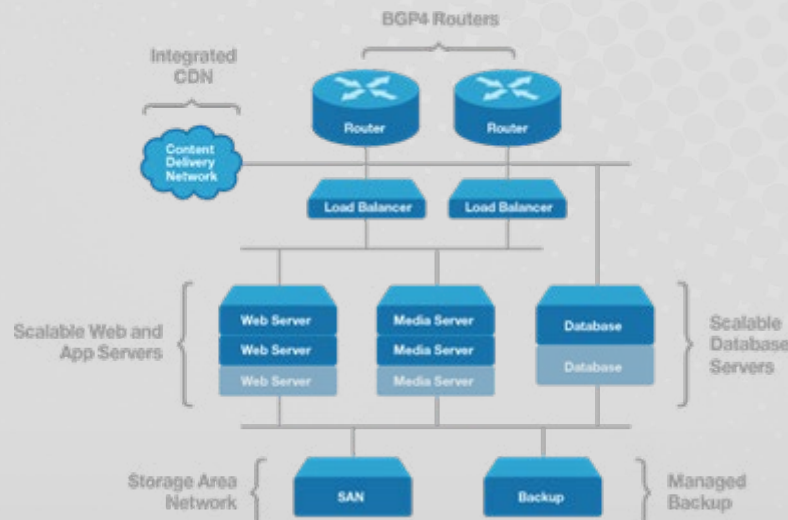 BGP4 Routers
Integrated
CDN
Router
Router
Content
Delivery
Network
Load Balancer
Load Balancer
Scalable Web and
App Servers
Web Server
Web Server
Web Server
Media Server
Media Server
Media Server
Database
Database
Scalable
Database
Servers
Storage Area
Network
SAN
Backup
Managed
Backup